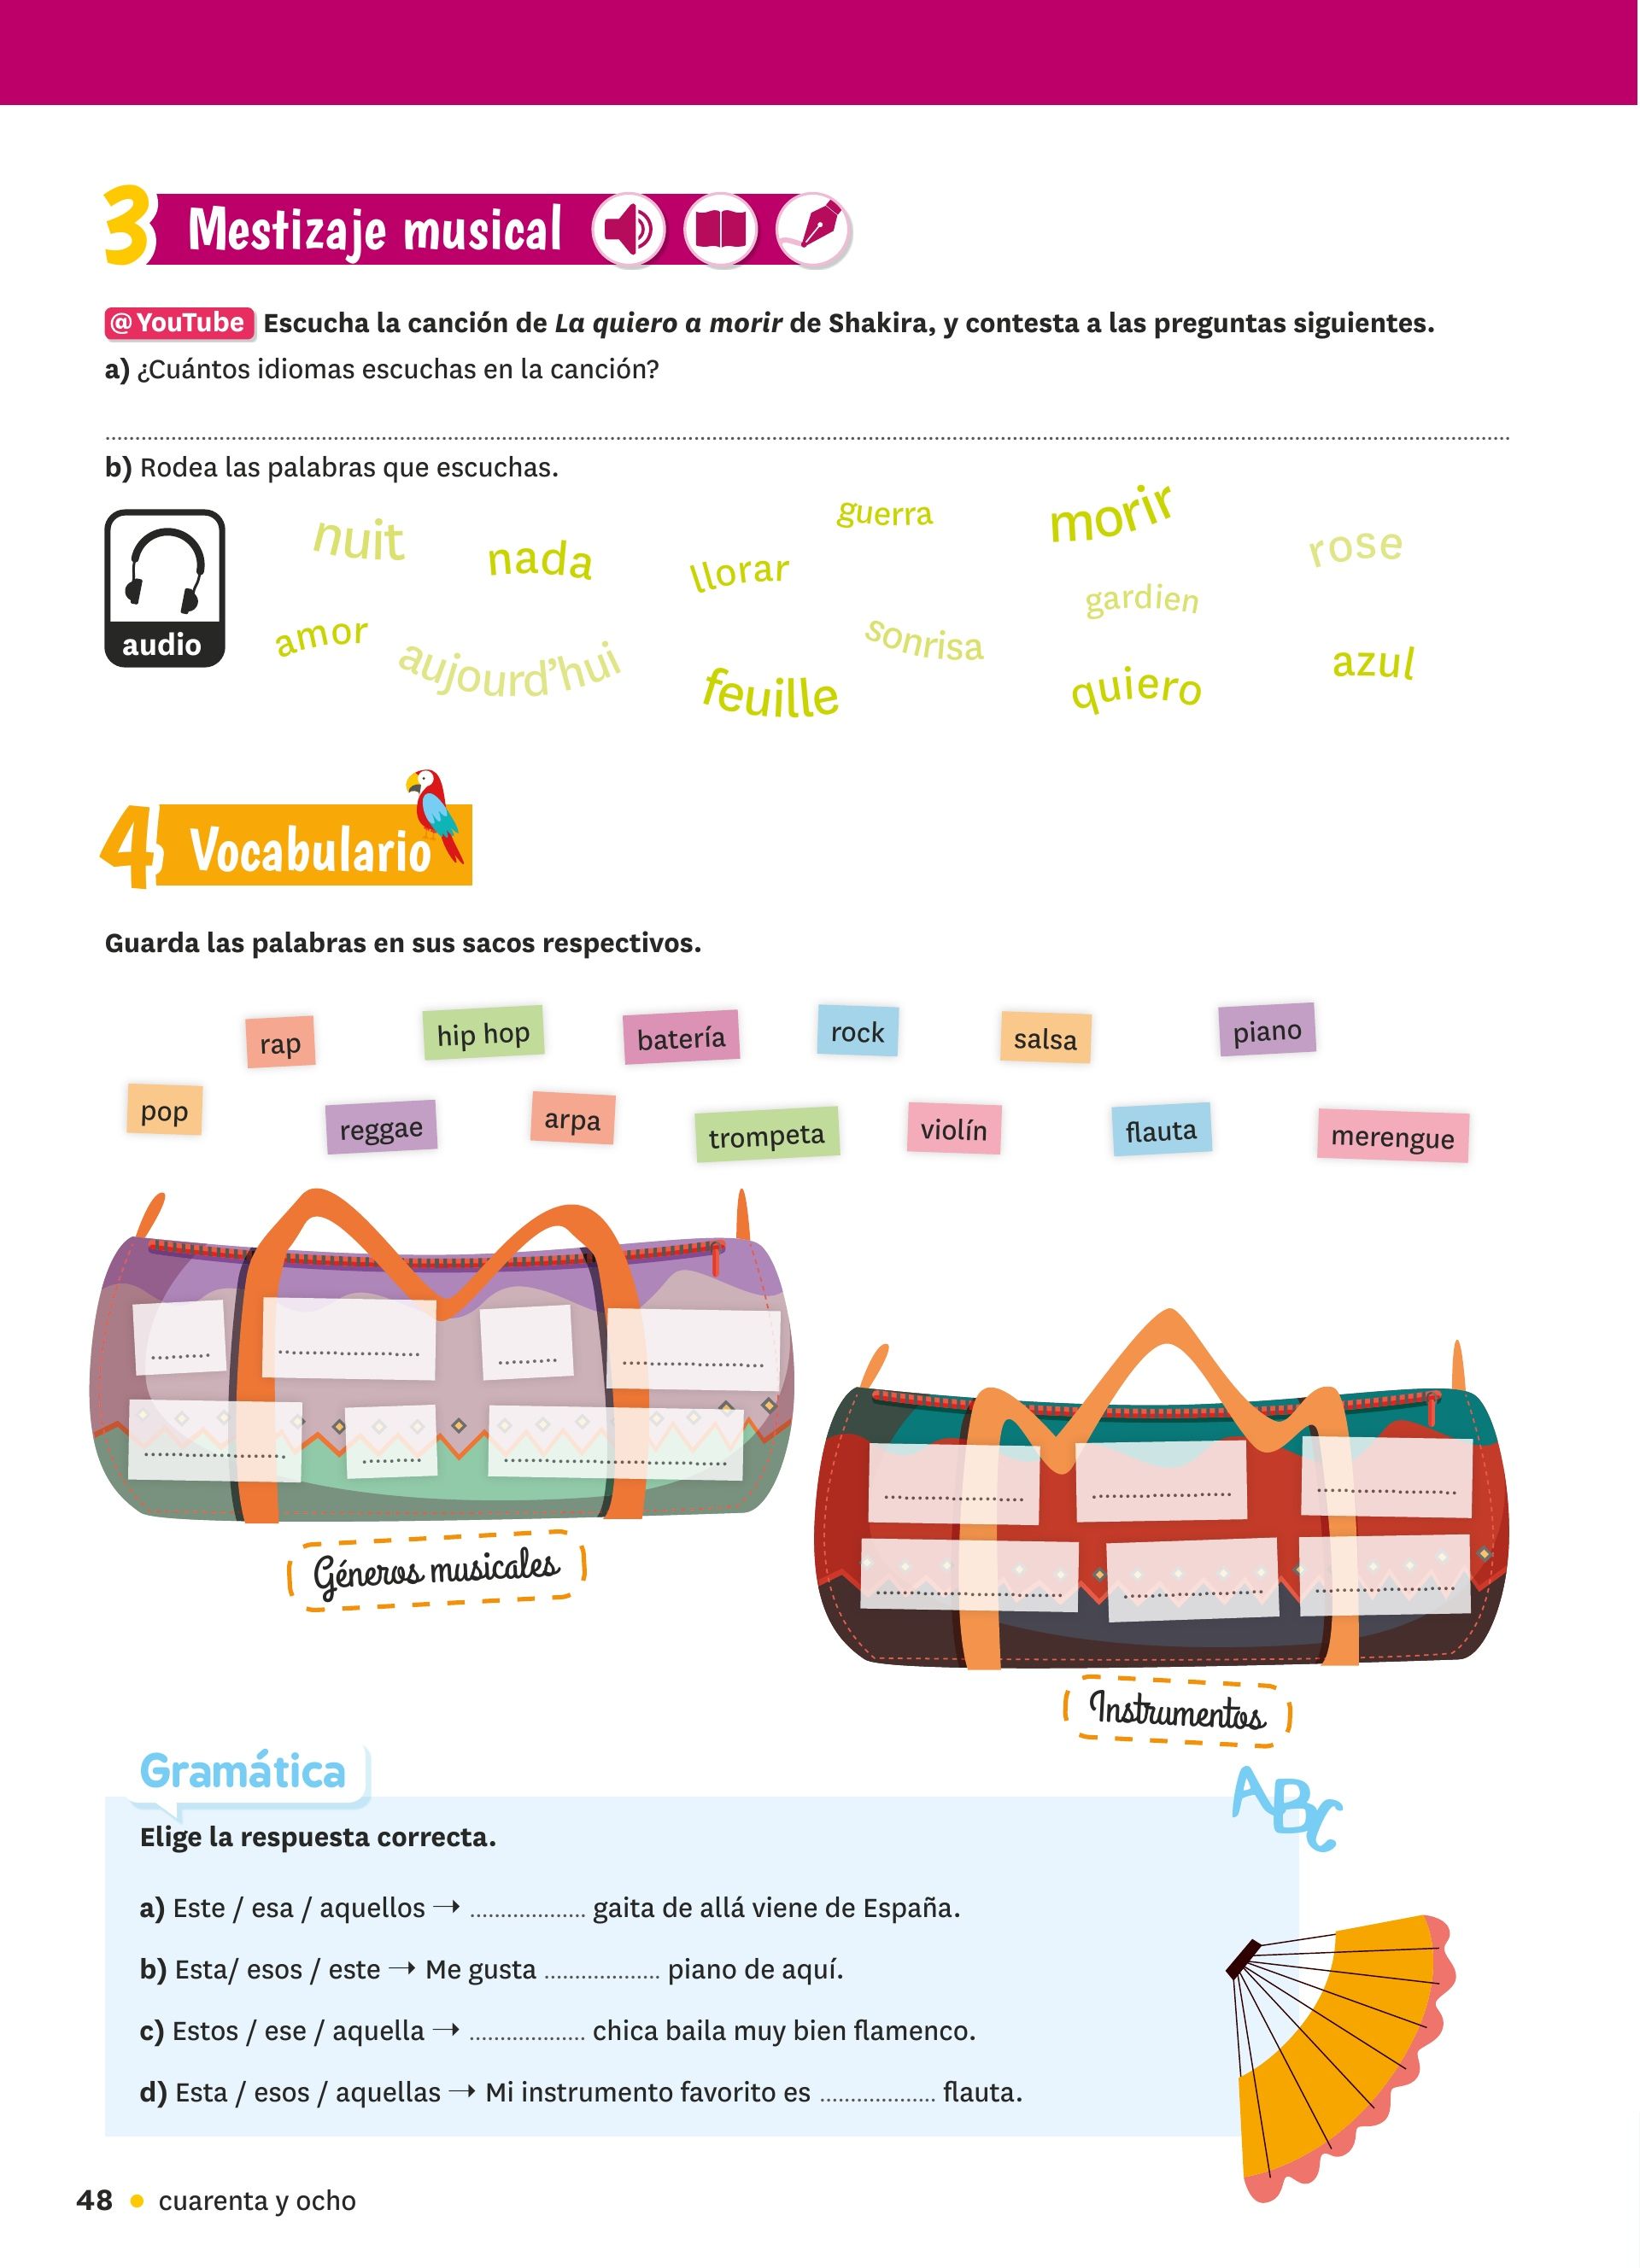 3 Mestizaje musical
@YouTube Escucha la canción de La quiero a morir de Shakira, y contesta a las preguntas siguientes.
a) ¿Cuántos idiomas escuchas en la canción?
b) Rodea las palabras que escuchas.
audio
nuit
nada
llorar
guerra
morir
rose
amor
aujourd'hui
feuille
sonrisa
gardien
quiero
azul
4 Vocabulario
Guarda las palabras en sus sacos respectivos.
rap
hip hop
batería
rock
salsa
piano
pop
reggae
arpa
trompeta
violín
flauta
merengue
Géneros musicales
Instrumentos
Gramática
ABC
Elige la respuesta correcta.
a) Este / esa / aquellos → ................... gaita de allá viene de España.
b) Esta/ esos / este → Me gusta ................... piano de aquí.
c) Estos / ese / aquella → ................... chica baila muy bien flamenco.
d) Esta / esos / aquellas → Mi instrumento favorito es ................... flauta.
48 • cuarenta y ocho